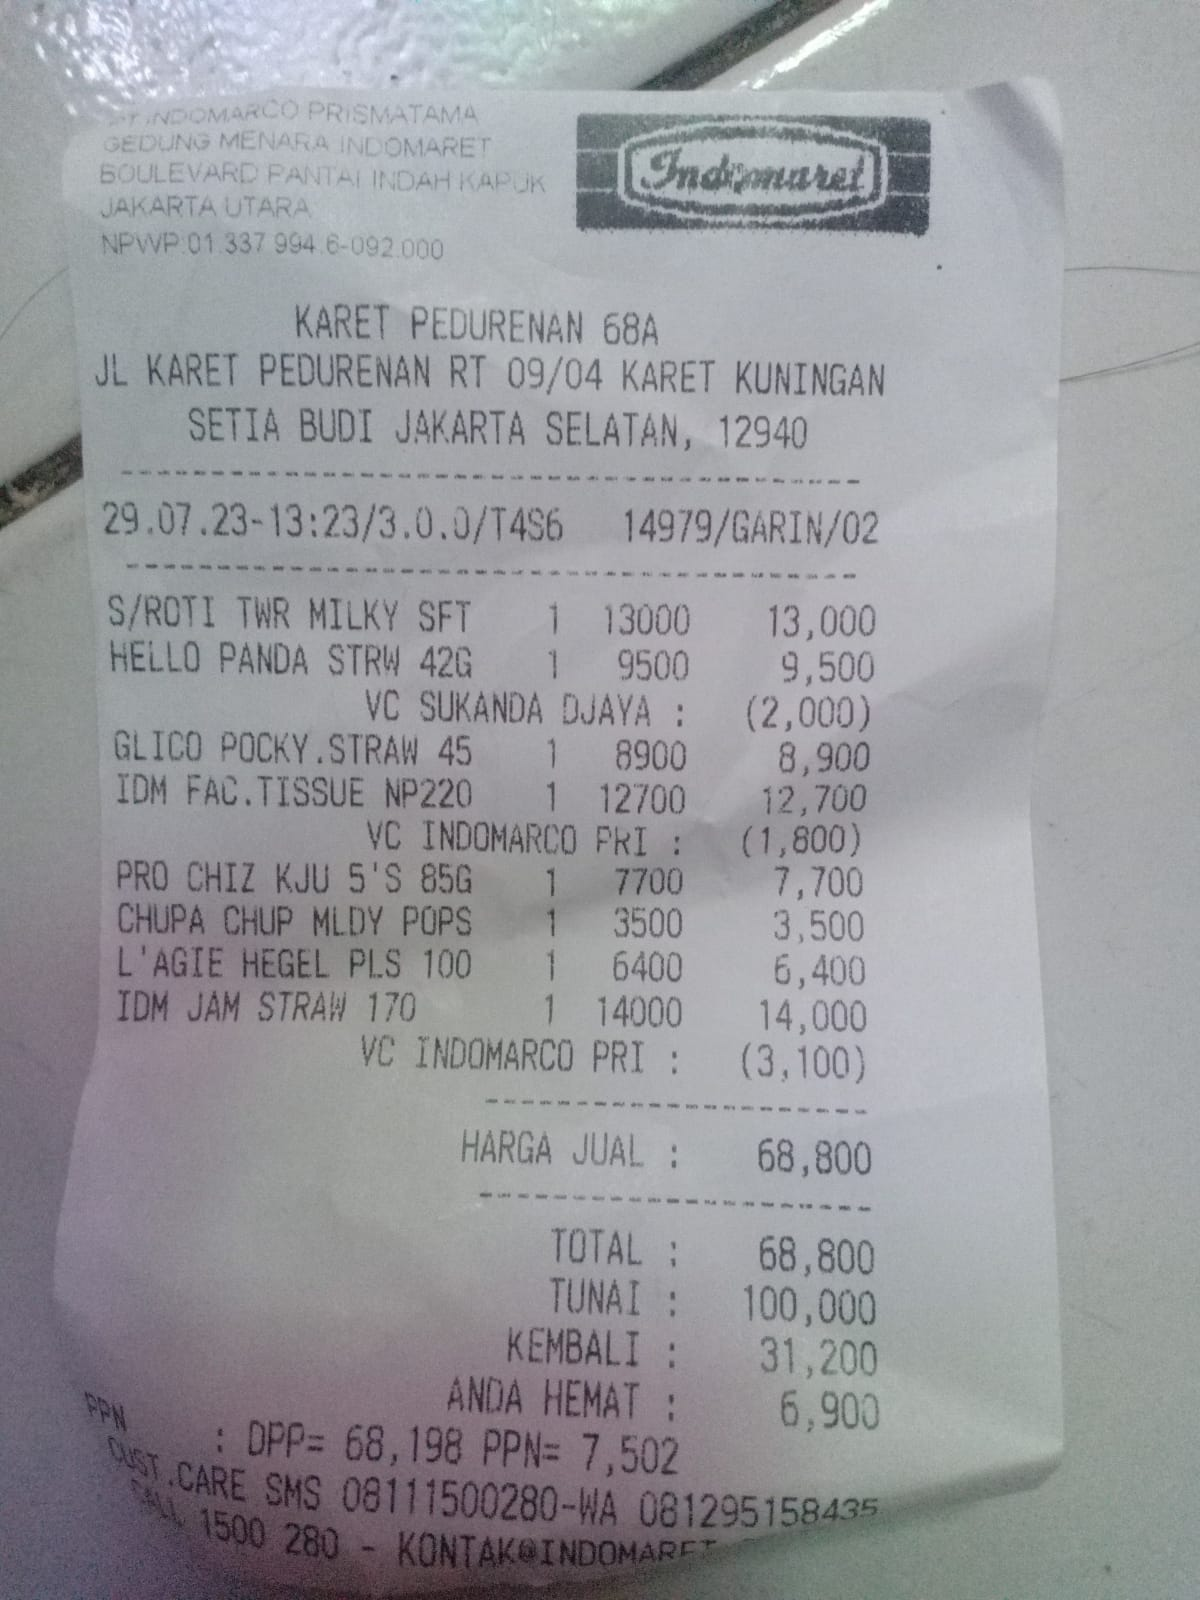 PT INDOMARCO PRISMATAMA
GEDUNG MENARA INDOMARET
BOULEVARD PANTAI INDAH KAPUK
JAKARTA UTARA
NPWP:01.337.994.6-092.000
Indomaret
KARET PEDURENAN 68A
JL KARET PEDURENAN RT 09/04 KARET KUNINGAN
SETIA BUDI JAKARTA SELATAN, 12940
29.07.23-13:23/3.0.0/T4S6 14979/GARIN/02
S/ROTI TWR MILKY SFT 1 13000 13,000
HELLO PANDA STRW 42G 1 9500 9,500
VC SUKANDA DJAYA : (2,000)
GLICO POCKY.STRAW 45 1 8900 8,900
IDM FAC.TISSUE NP220 1 12700 12,700
VC INDOMARCO PRI : (1,800)
PRO CHIZ KJU 5'S 85G 1 7700 7,700
CHUPA CHUP MLDY POPS 1 3500 3,500
L'AGIE HEGEL PLS 100 1 6400 6,400
IDM JAM STRAW 170 1 14000 14,000
VC INDOMARCO PRI : (3,100)
HARGA JUAL : 68,800
TOTAL : 68,800
TUNAI : 100,000
KEMBALI : 31,200
ANDA HEMAT : 6,900
PPN : DPP= 68,198 PPN= 7,502
CUST.CARE SMS 08111500280-WA 081295158435
CALL 1500 280 - KONTAK@INDOMARET